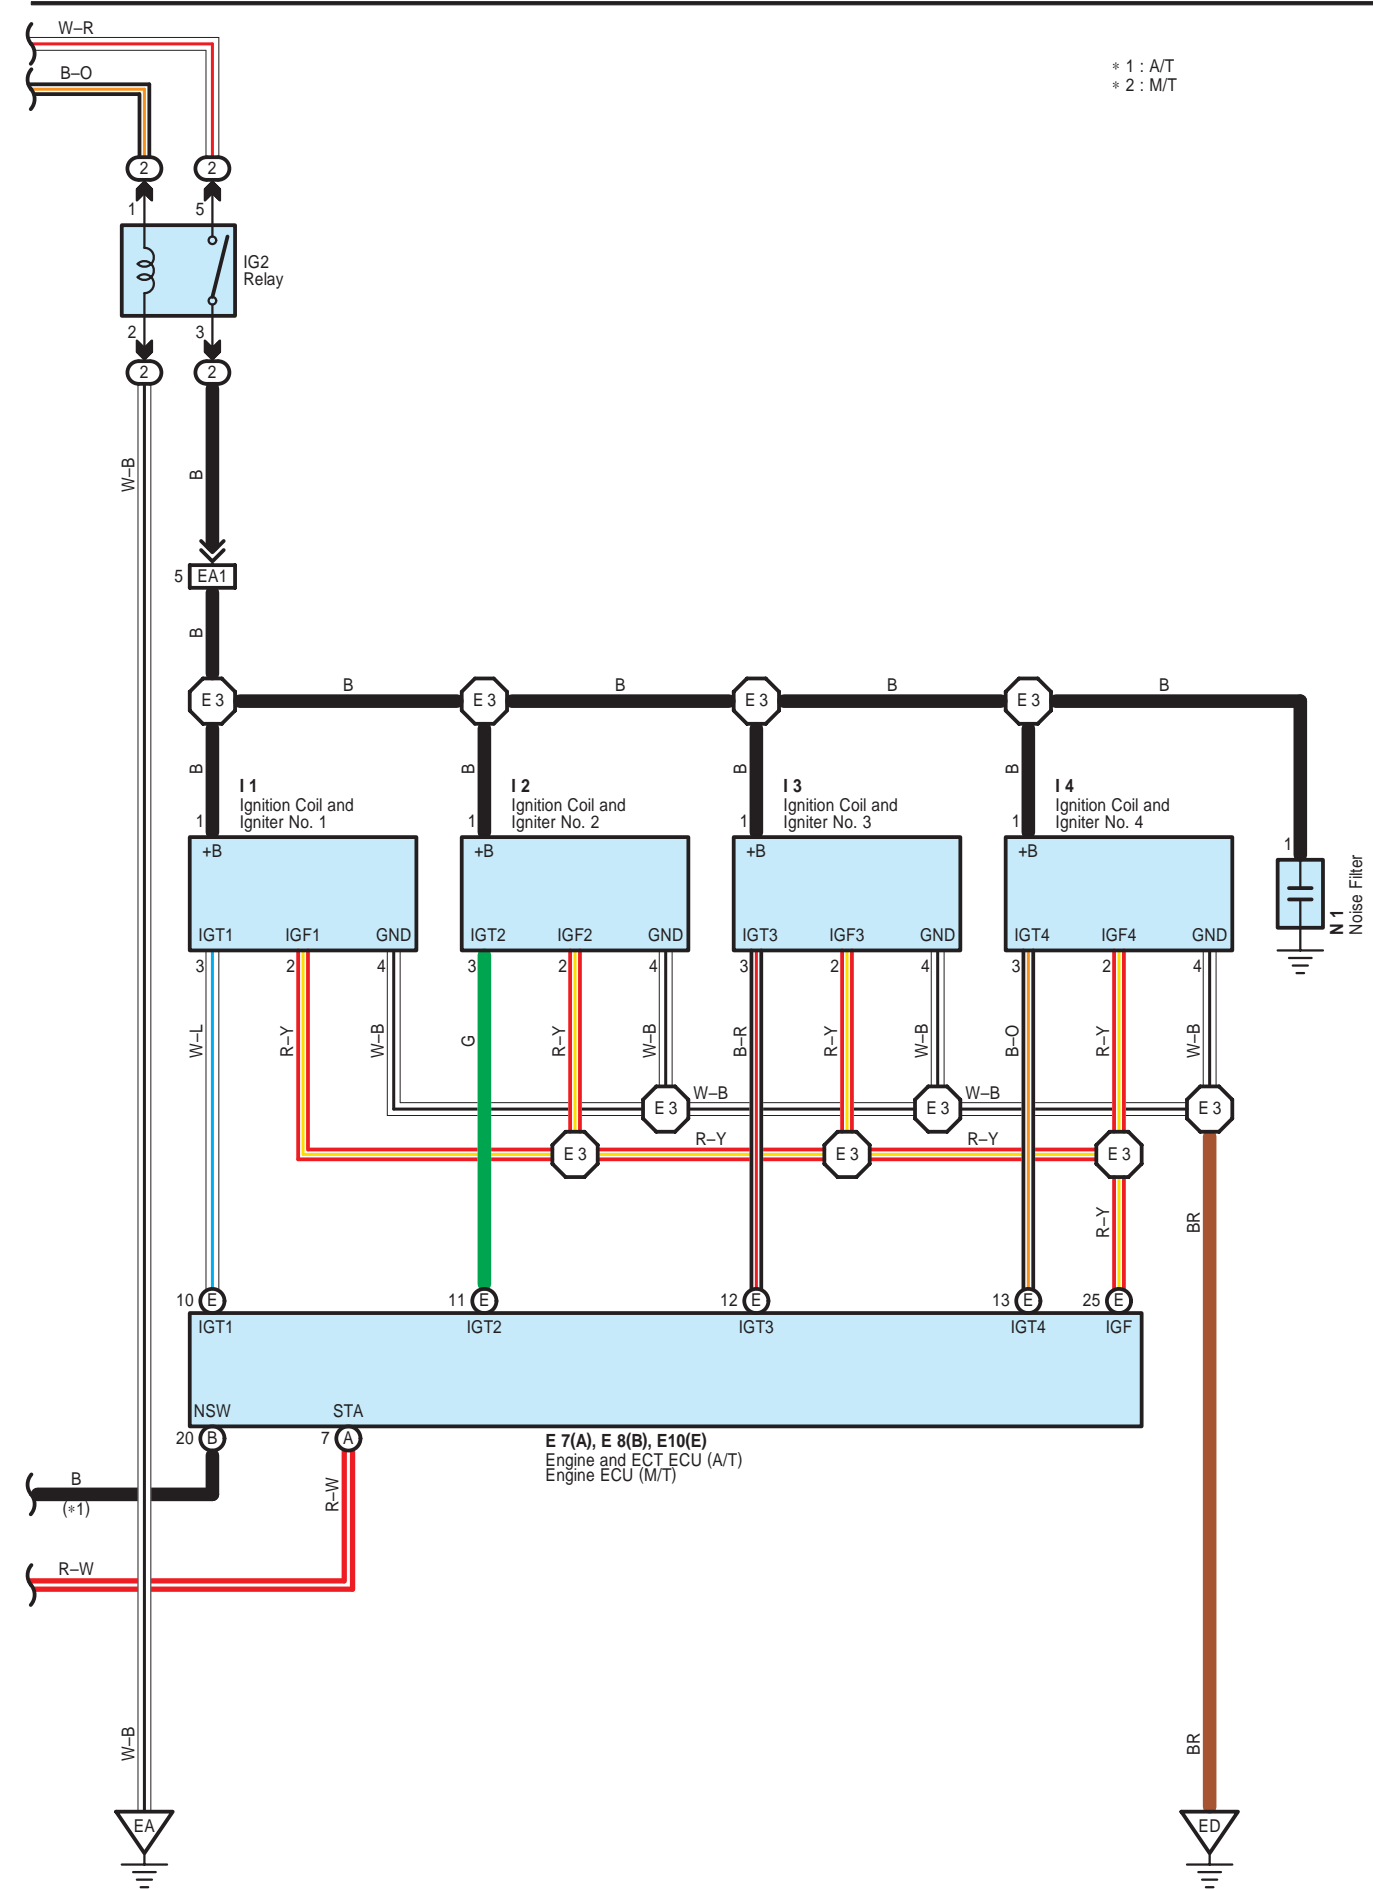 W–R
B–O
∗ 1 : A/T
∗ 2 : M/T
2 2
1 5
IG2
Relay
2 3
2 2
W–B
B
5 EA1
B
E 3 B E 3 B E 3 B E 3 B
B B B B
I 1
Ignition Coil and
Igniter No. 1
I 2
Ignition Coil and
Igniter No. 2
I 3
Ignition Coil and
Igniter No. 3
I 4
Ignition Coil and
Igniter No. 4
1 1 1 1 1
+B +B +B +B
N 1
Noise Filter
IGT1 IGF1 GND IGT2 IGF2 GND IGT3 IGF3 GND IGT4 IGF4 GND
3 2 4 3 2 4 3 2 4 3 2 4
W–L R–Y W–B G R–Y W–B B–R R–Y W–B B–O R–Y W–B
W–B W–B
E 3 E 3 E 3
R–Y R–Y
E 3 E 3 E 3
R–Y BR
10 E 11 E 12 E 13 E 25 E
IGT1 IGT2 IGT3 IGT4 IGF
NSW STA
20 B 7 A
E 7(A), E 8(B), E10(E)
Engine and ECT ECU (A/T)
Engine ECU (M/T)
B
(∗1)
R–W
R–W
W–B BR
EA ED